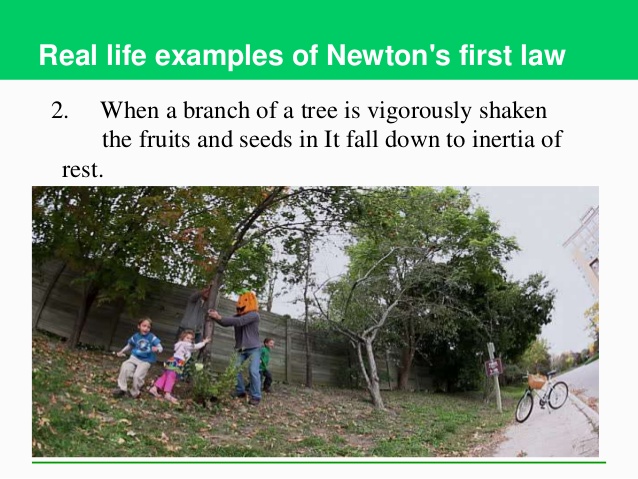 Real life examples of Newton's first law
2. When a branch of a tree is vigorously shaken
the fruits and seeds in It fall down to inertia of
rest.